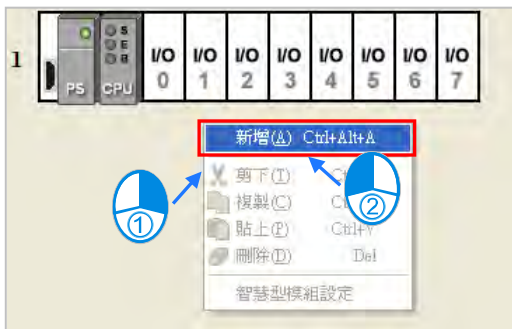 1
PS
CPU
S
E
B
I/O 0
I/O 1
I/O 2
I/O 3
I/O 4
I/O 5
I/O 6
I/O 7
新增(A) Ctrl+Alt+A
剪下(T)
複製(C)
貼上(P) Ctrl+V
刪除(D) Del
智慧型模組設定
①
②